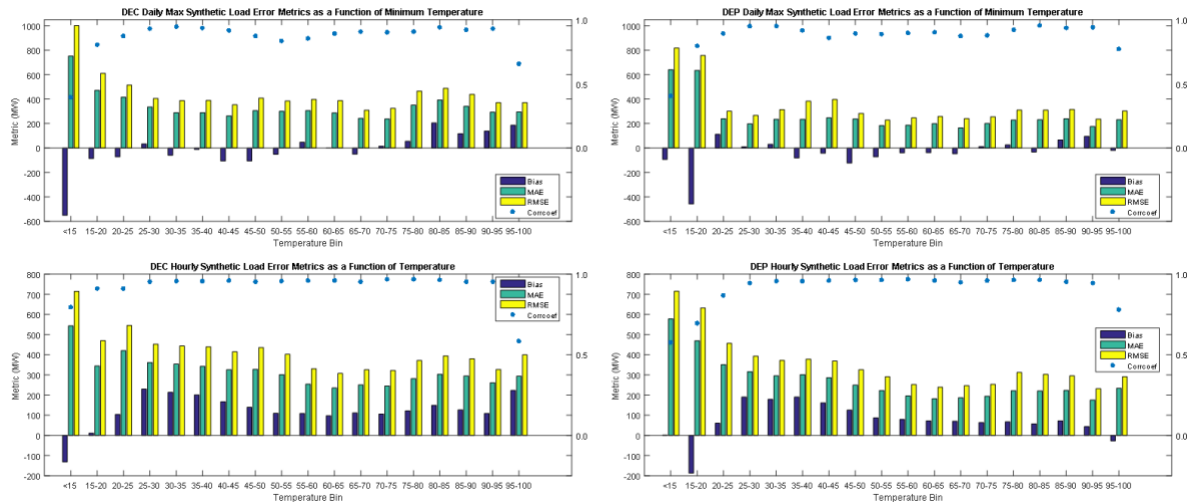 DEC Daily Max Synthetic Load Error Metrics as a Function of Minimum Temperature
1000
800
600
400
200
0
-200
-400
-600
Metric (MW)
1.0
0.5
0.0
Bias
MAE
RMSE
Corrcoef
<15 15-20 20-25 25-30 30-35 35-40 40-45 45-50 50-55 55-60 60-65 65-70 70-75 75-80 80-85 85-90 90-95 95-100
Temperature Bin
DEP Daily Max Synthetic Load Error Metrics as a Function of Minimum Temperature
1000
800
600
400
200
0
-200
-400
-600
Metric (MW)
1.0
0.5
0.0
Bias
MAE
RMSE
Corrcoef
<15 15-20 20-25 25-30 30-35 35-40 40-45 45-50 50-55 55-60 60-65 65-70 70-75 75-80 80-85 85-90 90-95 95-100
Temperature Bin
DEC Hourly Synthetic Load Error Metrics as a Function of Temperature
800
700
600
500
400
300
200
100
0
-100
-200
Metric (MW)
1.0
0.5
0.0
Bias
MAE
RMSE
Corrcoef
<15 15-20 20-25 25-30 30-35 35-40 40-45 45-50 50-55 55-60 60-65 65-70 70-75 75-80 80-85 85-90 90-95 95-100
Temperature Bin
DEP Hourly Synthetic Load Error Metrics as a Function of Temperature
800
700
600
500
400
300
200
100
0
-100
-200
Metric (MW)
1.0
0.5
0.0
Bias
MAE
RMSE
Corrcoef
<15 15-20 20-25 25-30 30-35 35-40 40-45 45-50 50-55 55-60 60-65 65-70 70-75 75-80 80-85 85-90 90-95 95-100
Temperature Bin